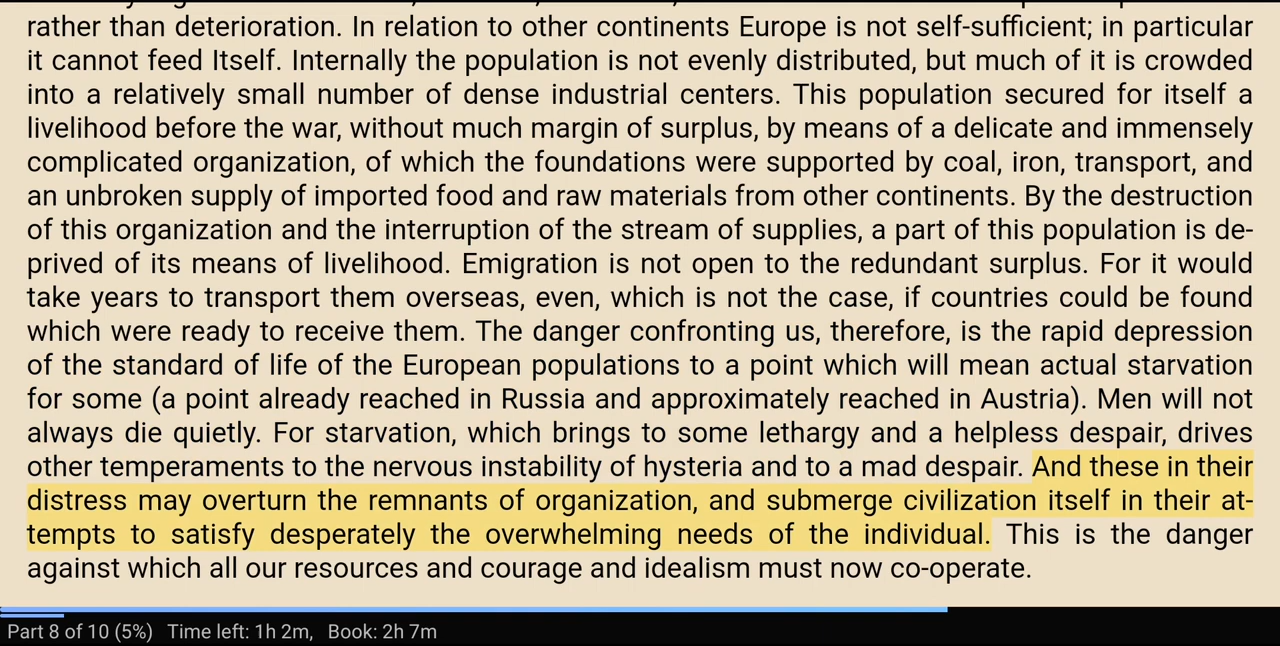 rather than deterioration. In relation to other continents Europe is not self-sufficient; in particular
it cannot feed Itself. Internally the population is not evenly distributed, but much of it is crowded
into a relatively small number of dense industrial centers. This population secured for itself a
livelihood before the war, without much margin of surplus, by means of a delicate and immensely
complicated organization, of which the foundations were supported by coal, iron, transport, and
an unbroken supply of imported food and raw materials from other continents. By the destruction
of this organization and the interruption of the stream of supplies, a part of this population is de-
prived of its means of livelihood. Emigration is not open to the redundant surplus. For it would
take years to transport them overseas, even, which is not the case, if countries could be found
which were ready to receive them. The danger confronting us, therefore, is the rapid depression
of the standard of life of the European populations to a point which will mean actual starvation
for some (a point already reached in Russia and approximately reached in Austria). Men will not
always die quietly. For starvation, which brings to some lethargy and a helpless despair, drives
other temperaments to the nervous instability of hysteria and to a mad despair. And these in their
distress may overturn the remnants of organization, and submerge civilization itself in their at-
tempts to satisfy desperately the overwhelming needs of the individual. This is the danger
against which all our resources and courage and idealism must now co-operate.
Part 8 of 10 (5%) Time left: 1h 2m, Book: 2h 7m